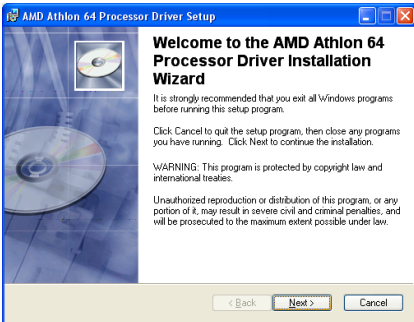 AMD Athlon 64 Processor Driver Setup
Welcome to the AMD Athlon 64
Processor Driver Installation
Wizard
It is strongly recommended that you exit all Windows programs
before running this setup program.
Click Cancel to quit the setup program, then close any programs
you have running. Click Next to continue the installation.
WARNING: This program is protected by copyright law and
international treaties.
Unauthorized reproduction or distribution of this program, or any
portion of it, may result in severe civil and criminal penalties, and
will be prosecuted to the maximum extent possible under law.
< Back Next > Cancel